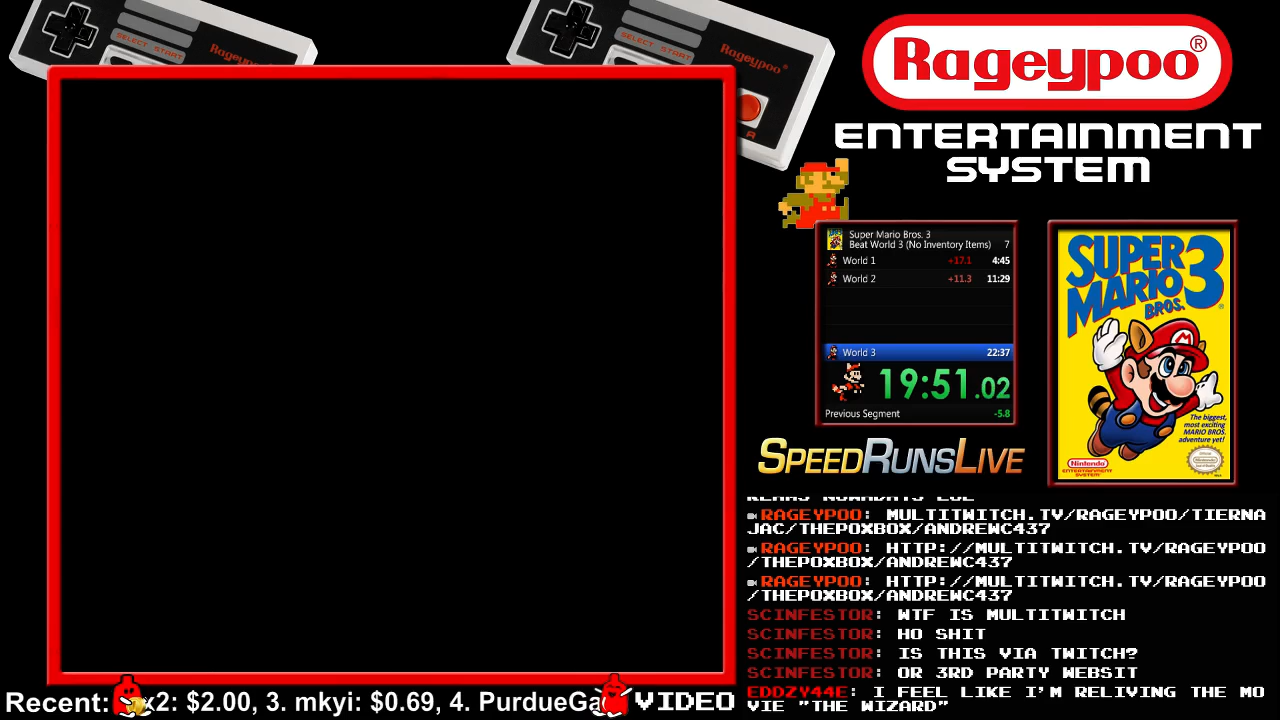 SELECT START
Rageypoo®
SELECT START
Rageypoo®
A
Rageypoo®
ENTERTAINMENT
SYSTEM
Super Mario Bros. 3
Beat World 3 (No Inventory Items) 7
World 1 +17.1 4:45
World 2 +11.3 11:29
World 3 22:37
19:51.02
Previous Segment -5.8
SUPER
MARIO
BROS. 3
The biggest,
most exciting
MARIO BROS.
adventure yet!
Nintendo
ENTERTAINMENT
SYSTEM
SPEEDRUNSLIVE
RAGEYPOO: MULTITWITCH.TV/RAGEYPOO/TIERNA
JAC/THEPOXBOX/ANDREWC437
RAGEYPOO: HTTP://MULTITWITCH.TV/RAGEYPOO
/THEPOXBOX/ANDREWC437
RAGEYPOO: HTTP://MULTITWITCH.TV/RAGEYPOO
/THEPOXBOX/ANDREWC437
SCINFESTOR: WTF IS MULTITWITCH
SCINFESTOR: HO SHIT
SCINFESTOR: IS THIS VIA TWITCH?
SCINFESTOR: OR 3RD PARTY WEBSIT
EDDZY44E: I FEEL LIKE I'M RELIVING THE MO
VIE "THE WIZARD"
Recent: x2: $2.00, 3. mkyi: $0.69, 4. PurdueGa
VIDEO